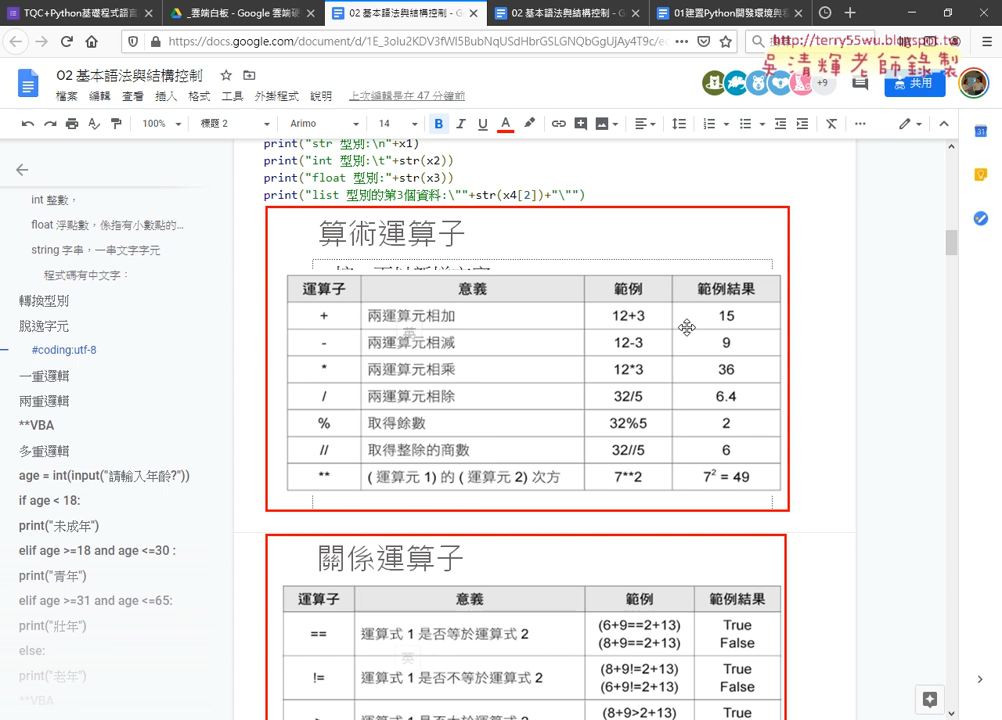 TQC+Python基礎程式語言
_雲端白板 - Google 雲端硬
02 基本語法與結構控制 - G
02 基本語法與結構控制 - G
01建置Python開發環境與
https://docs.google.com/document/d/1E_3olu2KDV3fWI5BubNqUSdHbrGSLGNQbGgUjAy4T9c/e
http://terry55wu.blogspot.tw
吳清輝老師錄製
02 基本語法與結構控制
檔案 編輯 查看 插入 格式 工具 外掛程式 說明 上次編輯是在 47 分鐘前
+9
共用
100% 標題 2 Arimo 14 B I U A
int 整數，
float 浮點數，係指有小數點的...
string 字串，一串文字字元
程式碼有中文字：
轉換型別
脫逸字元
#coding:utf-8
一重邏輯
兩重邏輯
**VBA
多重邏輯
age = int(input("請輸入年齡?"))
if age < 18:
print("未成年")
elif age >=18 and age <=30 :
print("青年")
elif age >=31 and age <=65:
print("壯年")
else:
print("老年")
**VBA
print("str 型別:\n"+x1)
print("int 型別:\t"+str(x2))
print("float 型別:"+str(x3))
print("list 型別的第3個資料:\""+str(x4[2])+"\"")
算術運算子
運算子 意義 範例 範例結果
+ 兩運算元相加 12+3 15
- 兩運算元相減 12-3 9
* 兩運算元相乘 12*3 36
/ 兩運算元相除 32/5 6.4
% 取得餘數 32%5 2
// 取得整除的商數 32//5 6
** ( 運算元 1) 的 ( 運算元 2) 次方 7**2 7² = 49
關係運算子
運算子 意義 範例 範例結果
== 運算式 1 是否等於運算式 2 (6+9==2+13) True
(8+9==2+13) False
!= 運算式 1 是否不等於運算式 2 (8+9!=2+13) True
(6+9!=2+13) False
(8+9>2+13) True